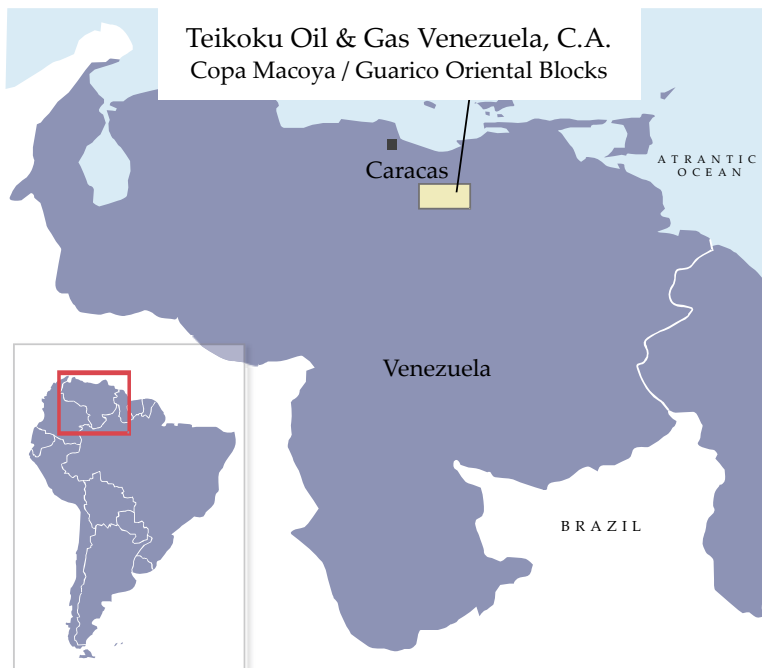 Teikoku Oil & Gas Venezuela, C.A.
Copa Macoya / Guarico Oriental Blocks
Caracas
ATRANTIC
OCEAN
Venezuela
BRAZIL